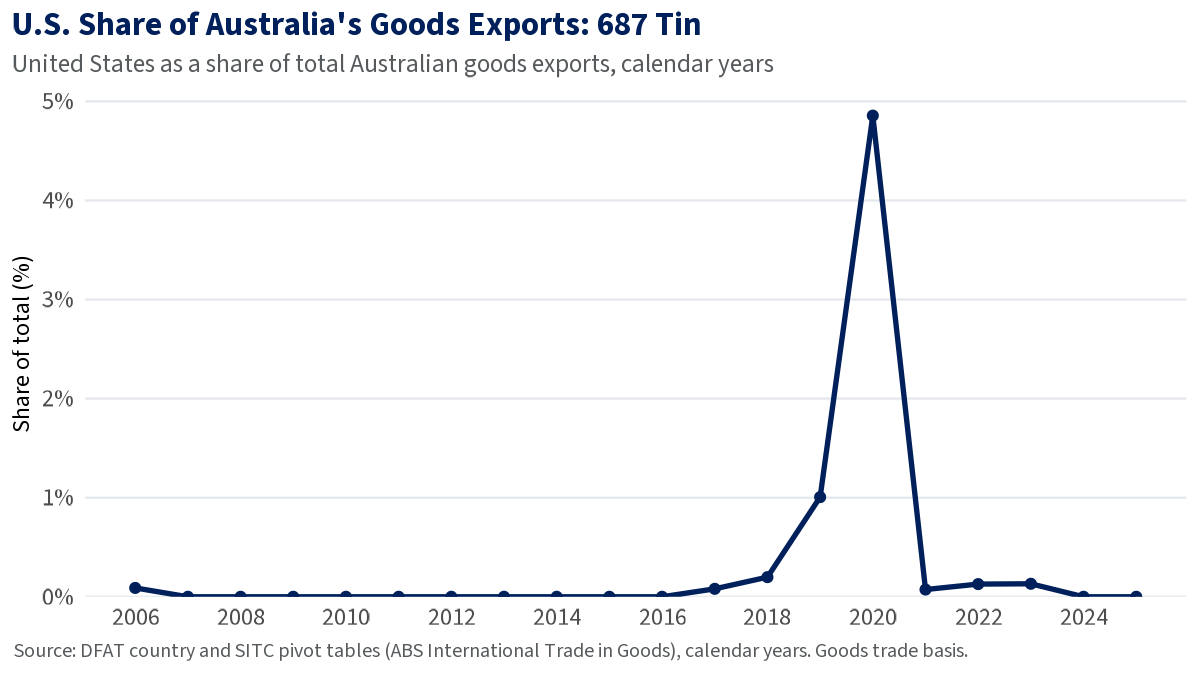 U.S. Share of Australia's Goods Exports: 687 Tin
United States as a share of total Australian goods exports, calendar years
5%
4%
3%
2%
1%
0%
Share of total (%)
2006 2008 2010 2012 2014 2016 2018 2020 2022 2024
Source: DFAT country and SITC pivot tables (ABS International Trade in Goods), calendar years. Goods trade basis.